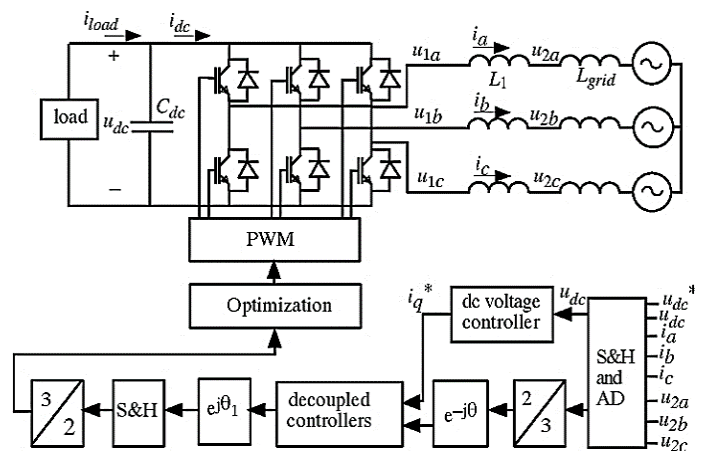 i_load
i_dc
+
load
u_dc
C_dc
−
u_1a
i_a
u_2a
L_1
L_grid
u_1b
i_b
u_2b
u_1c
i_c
u_2c
PWM
Optimization
i_q*
dc voltage
controller
u_dc
S&H
and
AD
u_dc*
u_dc
i_a
i_b
i_c
u_2a
u_2b
u_2c
3
2
S&H
e^jθ_1
decoupled
controllers
e^−jθ
2
3